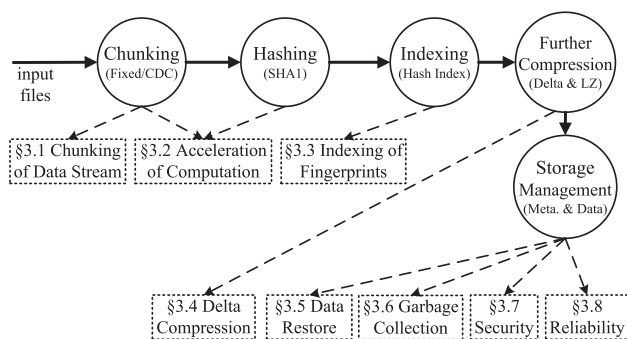 Chunking
(Fixed/CDC)
Hashing
(SHA1)
Indexing
(Hash Index)
Further
Compression
(Delta & LZ)
input
files
§3.1 Chunking
of Data Stream
§3.2 Acceleration
of Computation
§3.3 Indexing of
Fingerprints
Storage
Management
(Meta. & Data)
§3.4 Delta
Compression
§3.5 Data
Restore
§3.6 Garbage
Collection
§3.7
Security
§3.8
Reliability